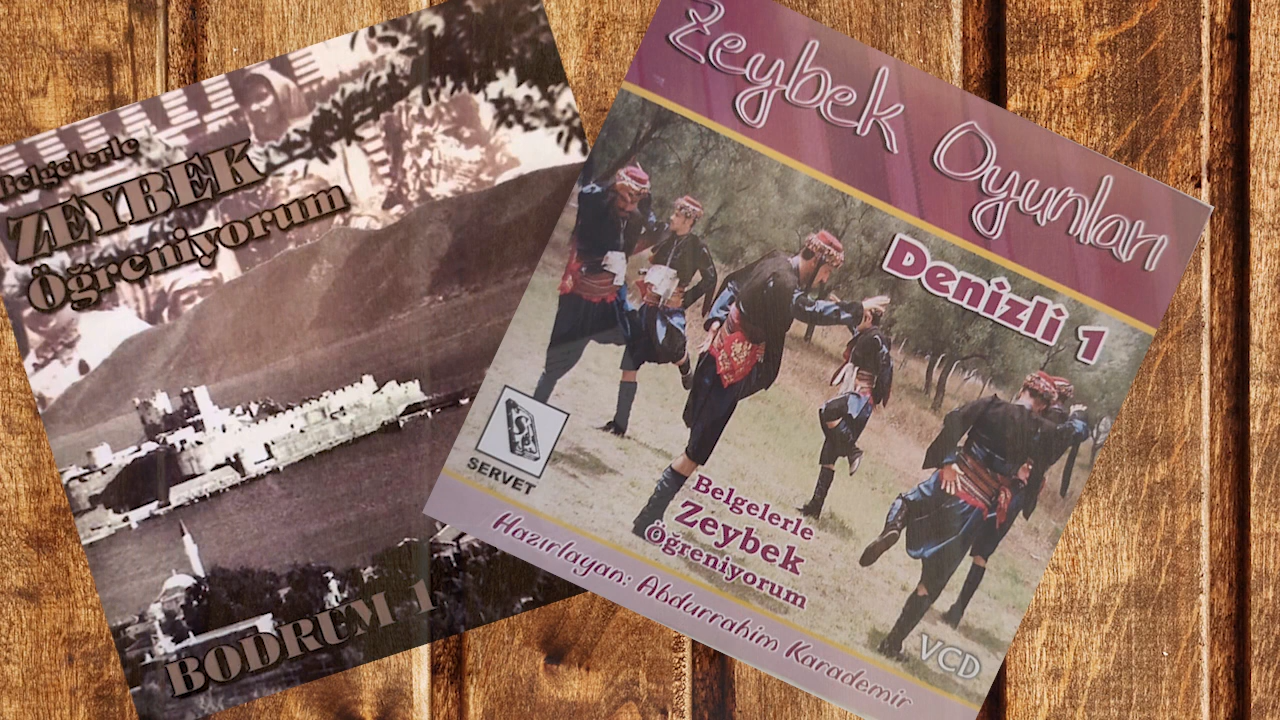 Belgelerle
ZEYBEK
Öğreniyorum
BODRUM 1
Zeybek Oyunları
Denizli 1
SERVET
Belgelerle
Zeybek
Öğreniyorum
Hazırlayan: Abdurrahim Karademir
VCD